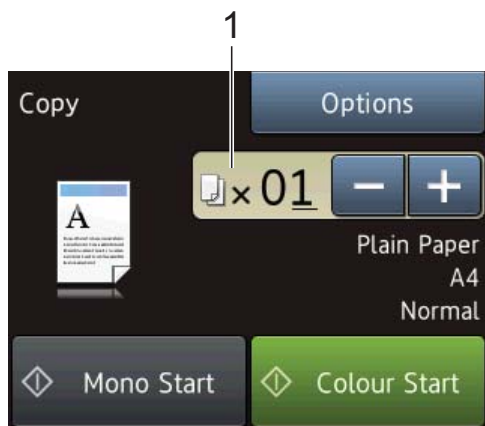 1
Copy
Options
× 01
− +
A
Plain Paper
A4
Normal
Mono Start
Colour Start